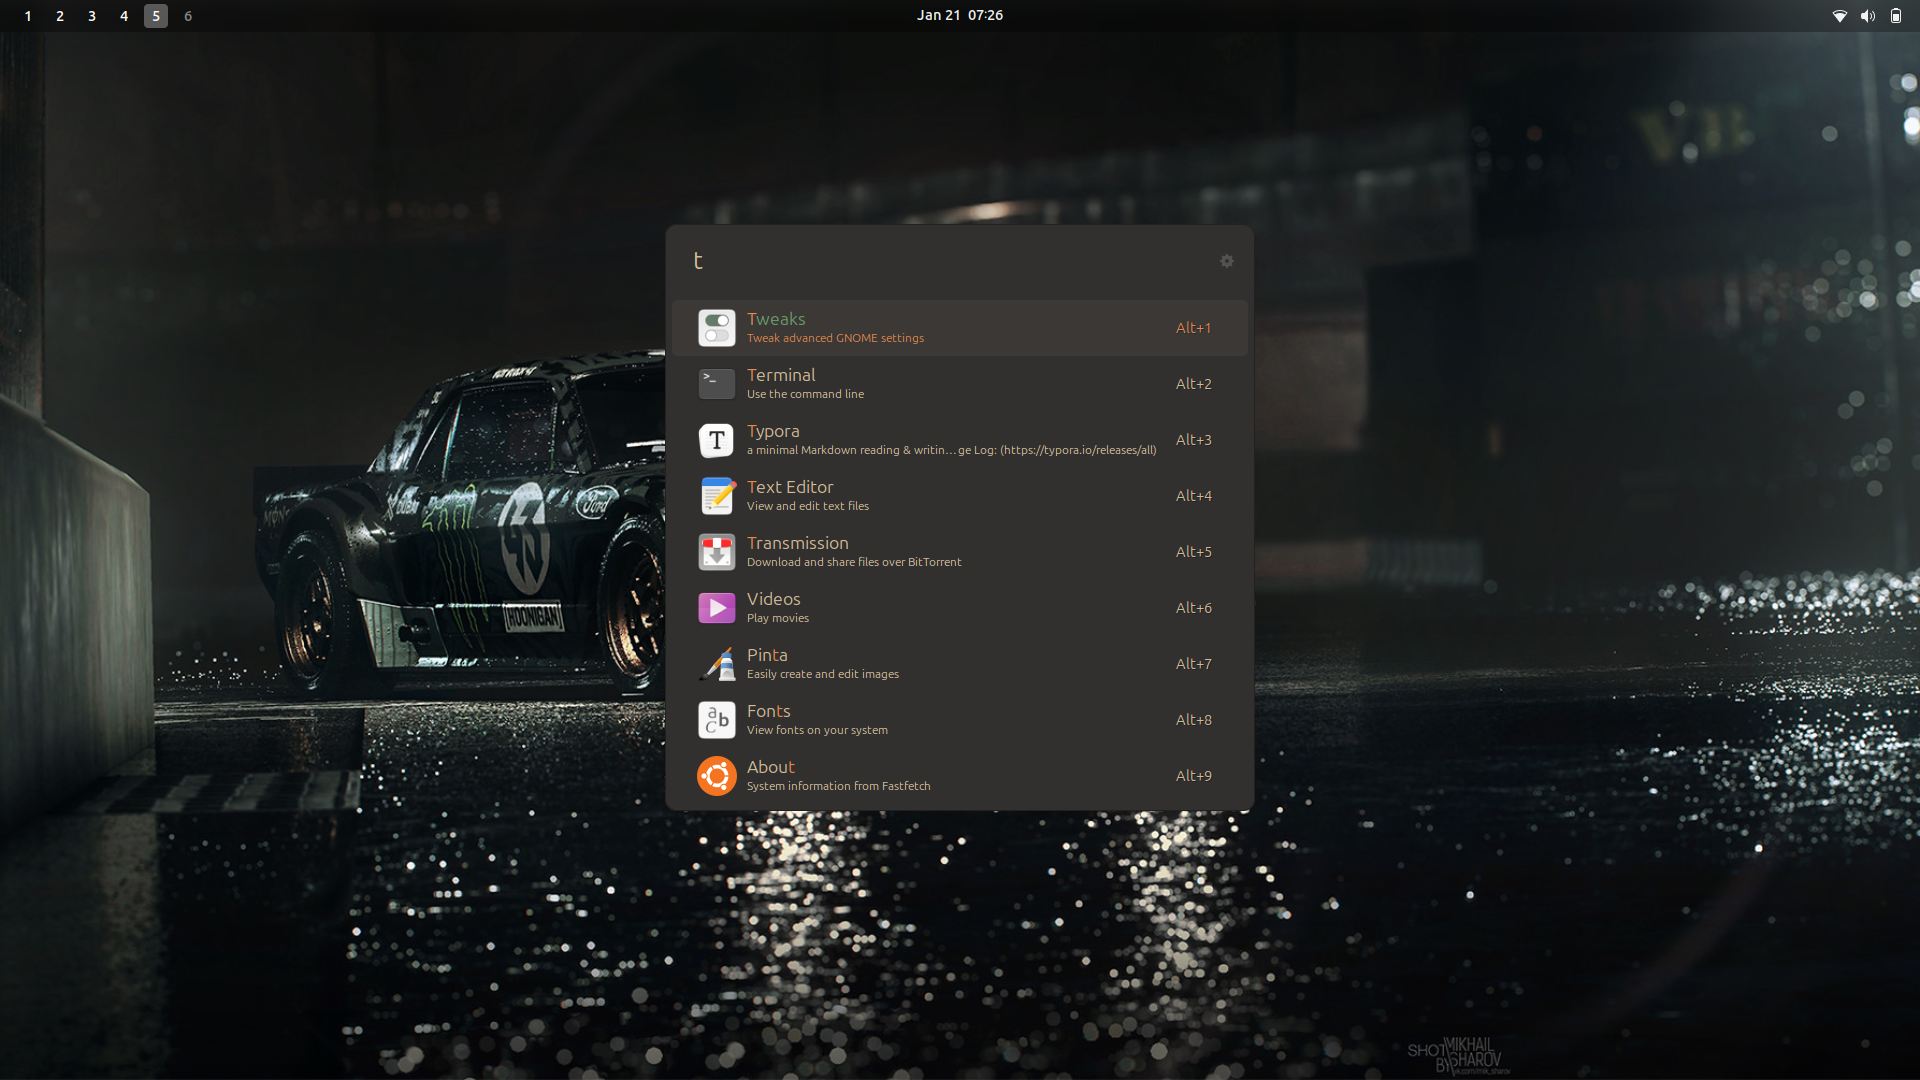 1 2 3 4 5 6
Jan 21 07:26
t
Tweaks
Tweak advanced GNOME settings
Alt+1
Terminal
Use the command line
Alt+2
Typora
a minimal Markdown reading & writin…ge Log: (https://typora.io/releases/all)
Alt+3
Text Editor
View and edit text files
Alt+4
Transmission
Download and share files over BitTorrent
Alt+5
Videos
Play movies
Alt+6
Pinta
Easily create and edit images
Alt+7
Fonts
View fonts on your system
Alt+8
About
System information from Fastfetch
Alt+9
Ford
HOONIGAN
SHOT BY
MIKHAIL
SHAROV